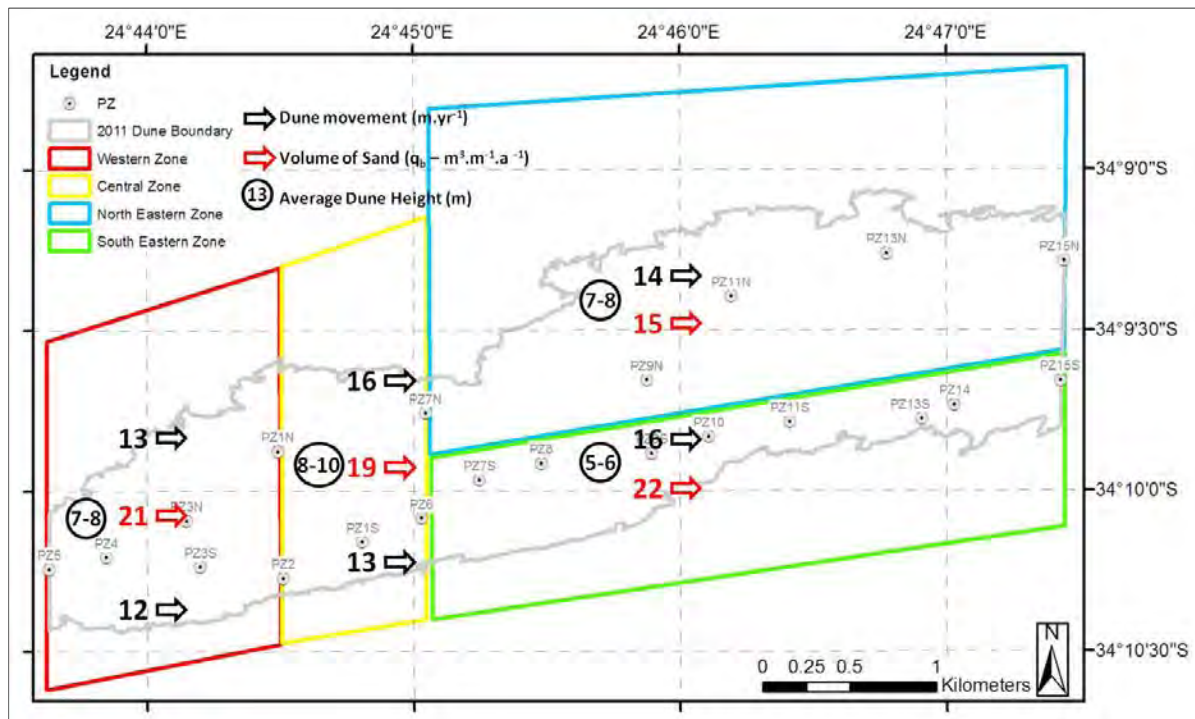 24°44'0"E
24°45'0"E
24°46'0"E
24°47'0"E
Legend
PZ
2011 Dune Boundary
Western Zone
Central Zone
North Eastern Zone
South Eastern Zone
Dune movement (m.yr⁻¹)
Volume of Sand (q_b – m³.m⁻¹.a⁻¹)
13 Average Dune Height (m)
34°9'0"S
34°9'30"S
34°10'0"S
34°10'30"S
PZ13N
PZ15N
14
PZ11N
7-8
15
PZ9N
PZ15S
16
PZ7N
PZ14
PZ13S
PZ11S
PZ10
16
13
PZ1N
PZ8
5-6
8-10
19
PZ7S
22
7-8
21
PZ3N
PZ6
PZ1S
PZ5
PZ4
PZ3S
PZ2
13
12
N
0 0.25 0.5 1
Kilometers